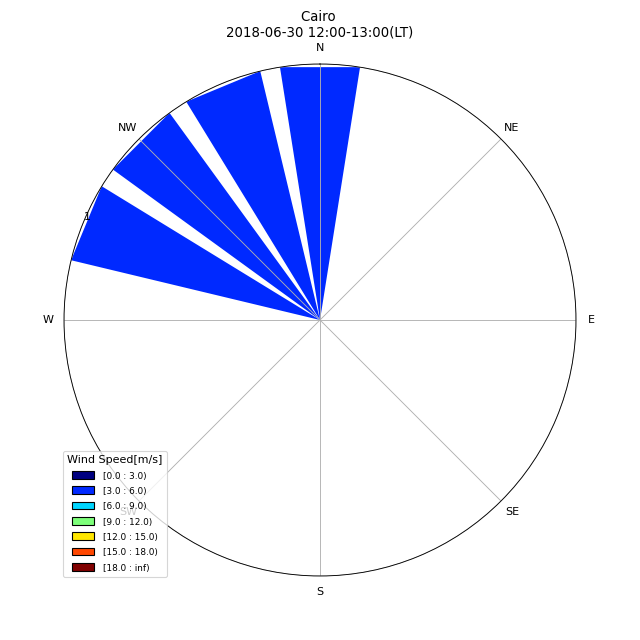 Cairo
2018-06-30 12:00-13:00(LT)
N
NW
NE
1
W
E
Wind Speed[m/s]
[0.0 : 3.0)
[3.0 : 6.0)
[6.0 : 9.0)
[9.0 : 12.0)
[12.0 : 15.0)
[15.0 : 18.0)
[18.0 : inf)
SW
SE
S